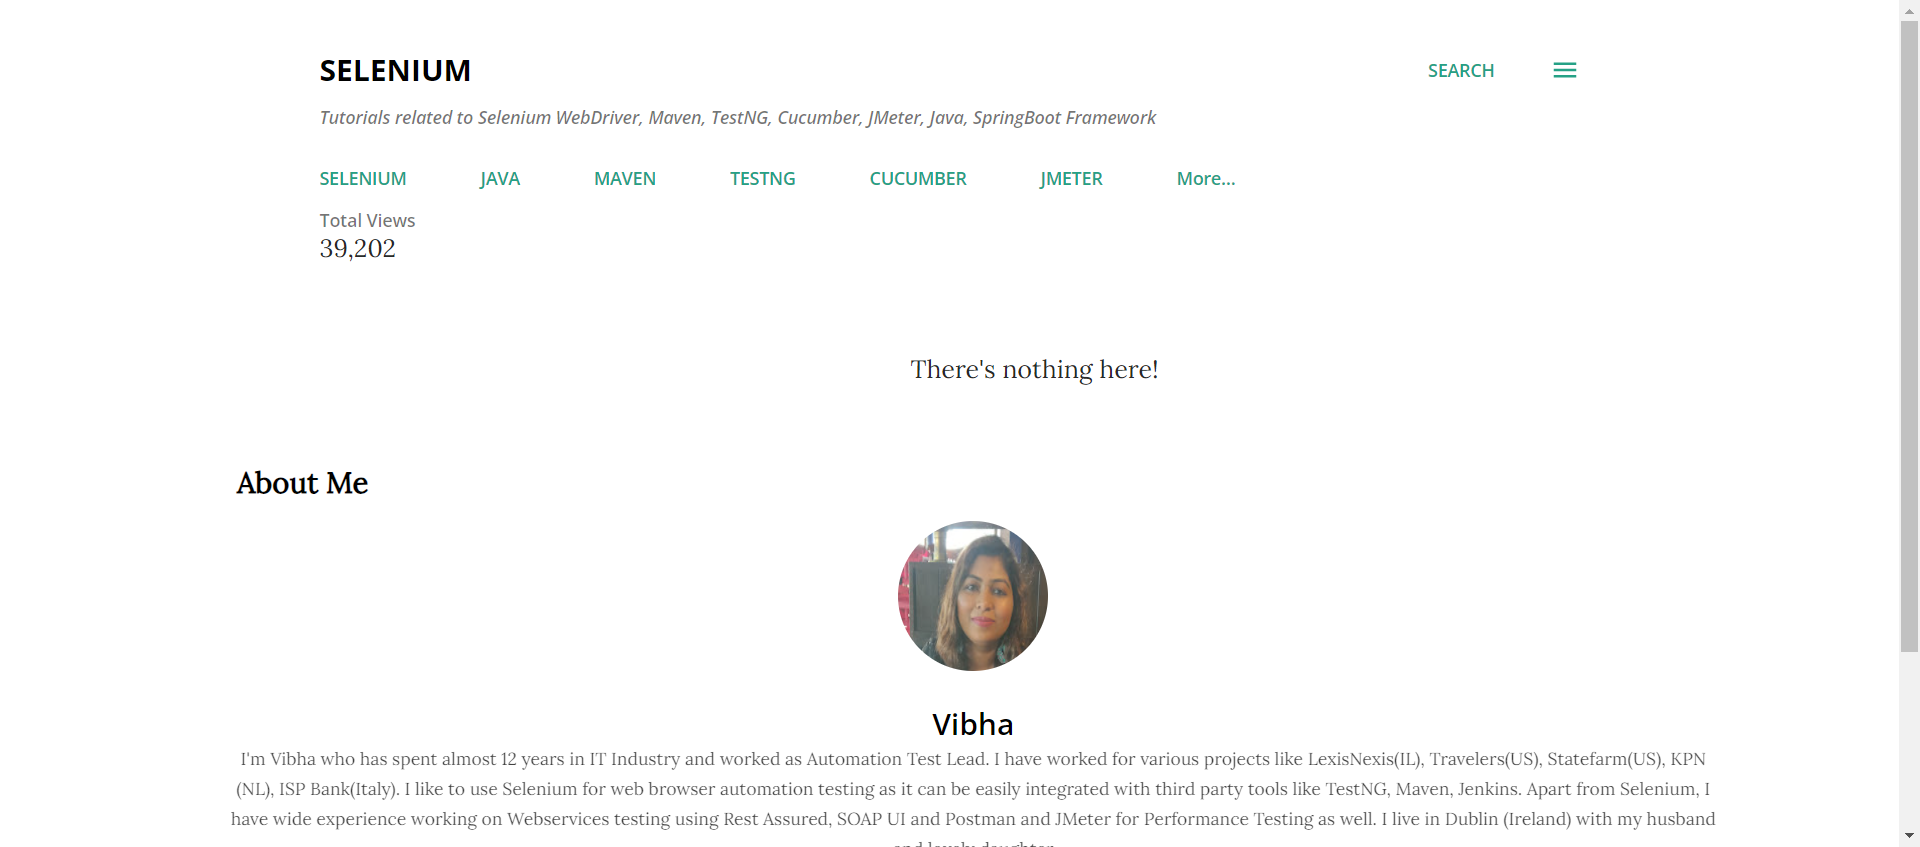 SELENIUM
SEARCH
Tutorials related to Selenium WebDriver, Maven, TestNG, Cucumber, JMeter, Java, SpringBoot Framework
SELENIUM JAVA MAVEN TESTNG CUCUMBER JMETER More...
Total Views
39,202
There's nothing here!
About Me
Vibha
I'm Vibha who has spent almost 12 years in IT Industry and worked as Automation Test Lead. I have worked for various projects like LexisNexis(IL), Travelers(US), Statefarm(US), KPN
(NL), ISP Bank(Italy). I like to use Selenium for web browser automation testing as it can be easily integrated with third party tools like TestNG, Maven, Jenkins. Apart from Selenium, I
have wide experience working on Webservices testing using Rest Assured, SOAP UI and Postman and JMeter for Performance Testing as well. I live in Dublin (Ireland) with my husband
and lovely daughter